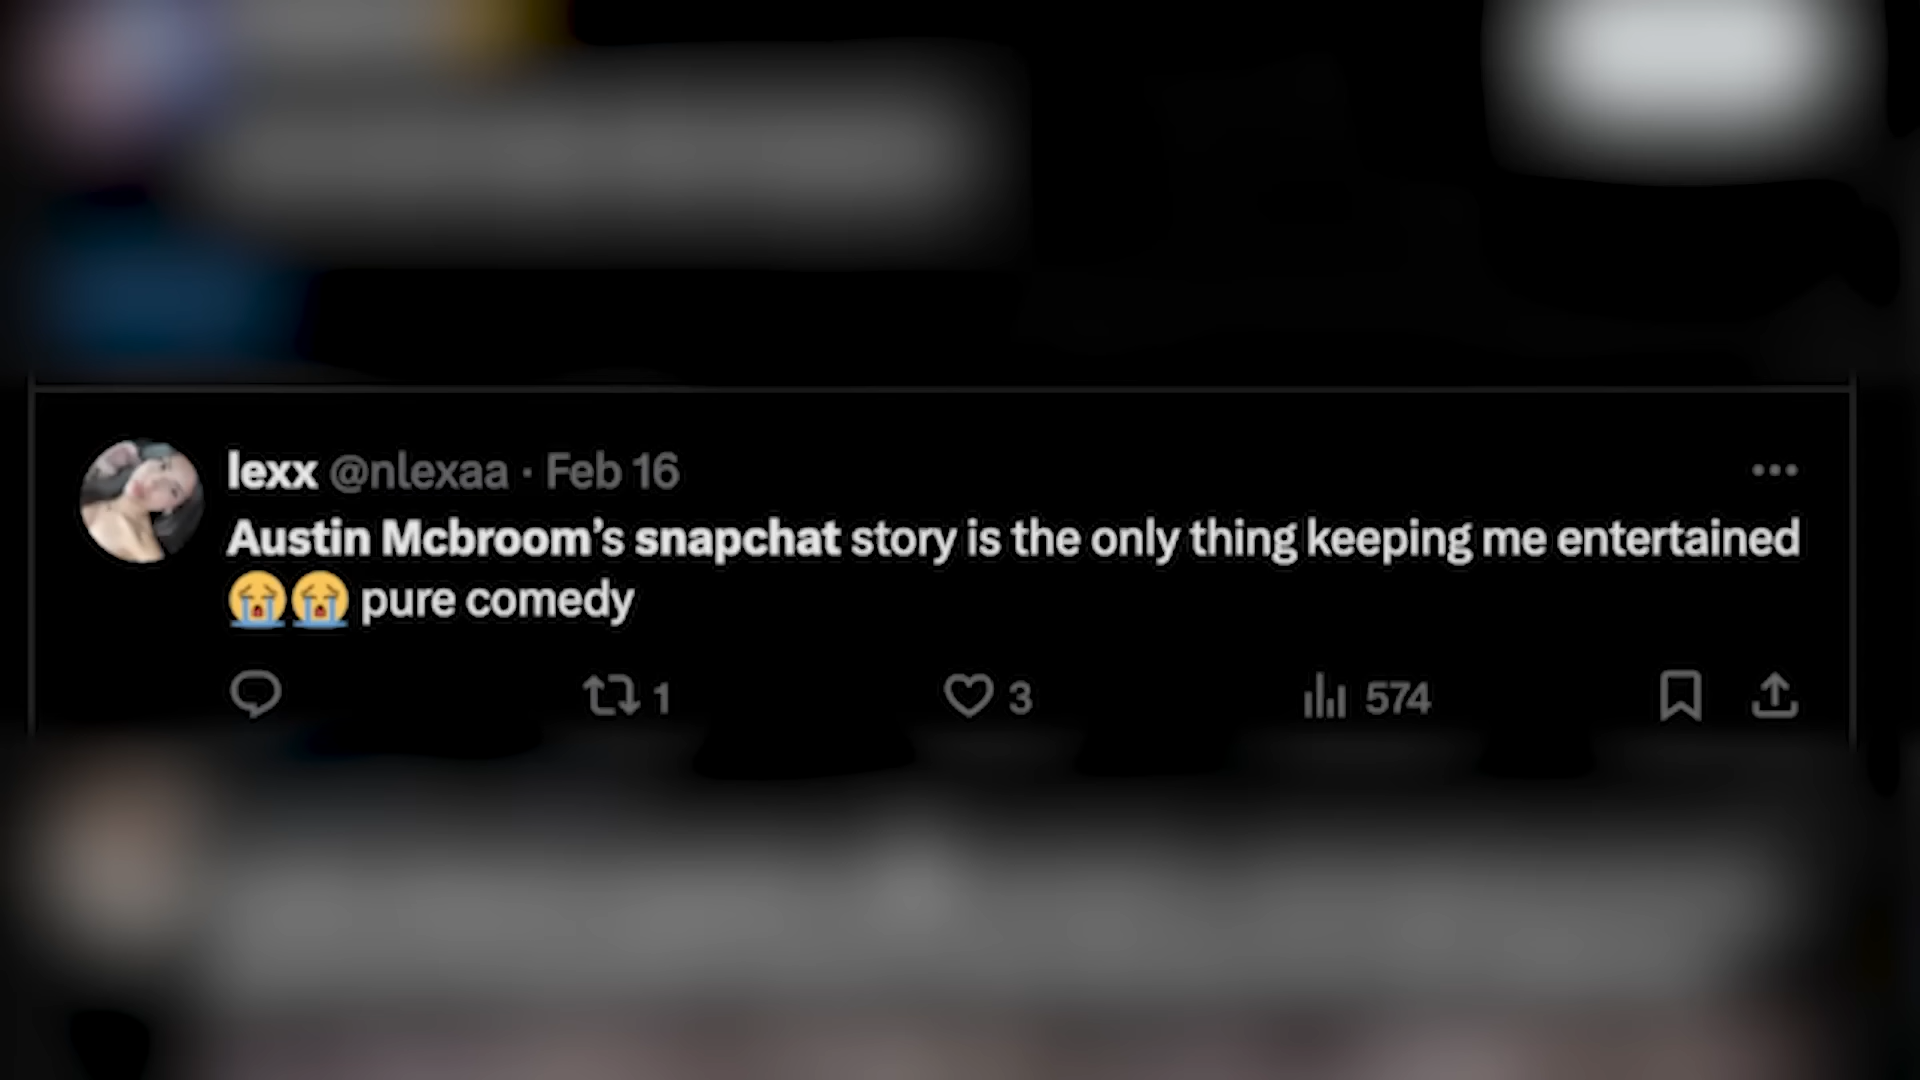 lexx @nlexaa · Feb 16
Austin Mcbroom’s snapchat story is the only thing keeping me entertained
😭😭 pure comedy
1 3 574